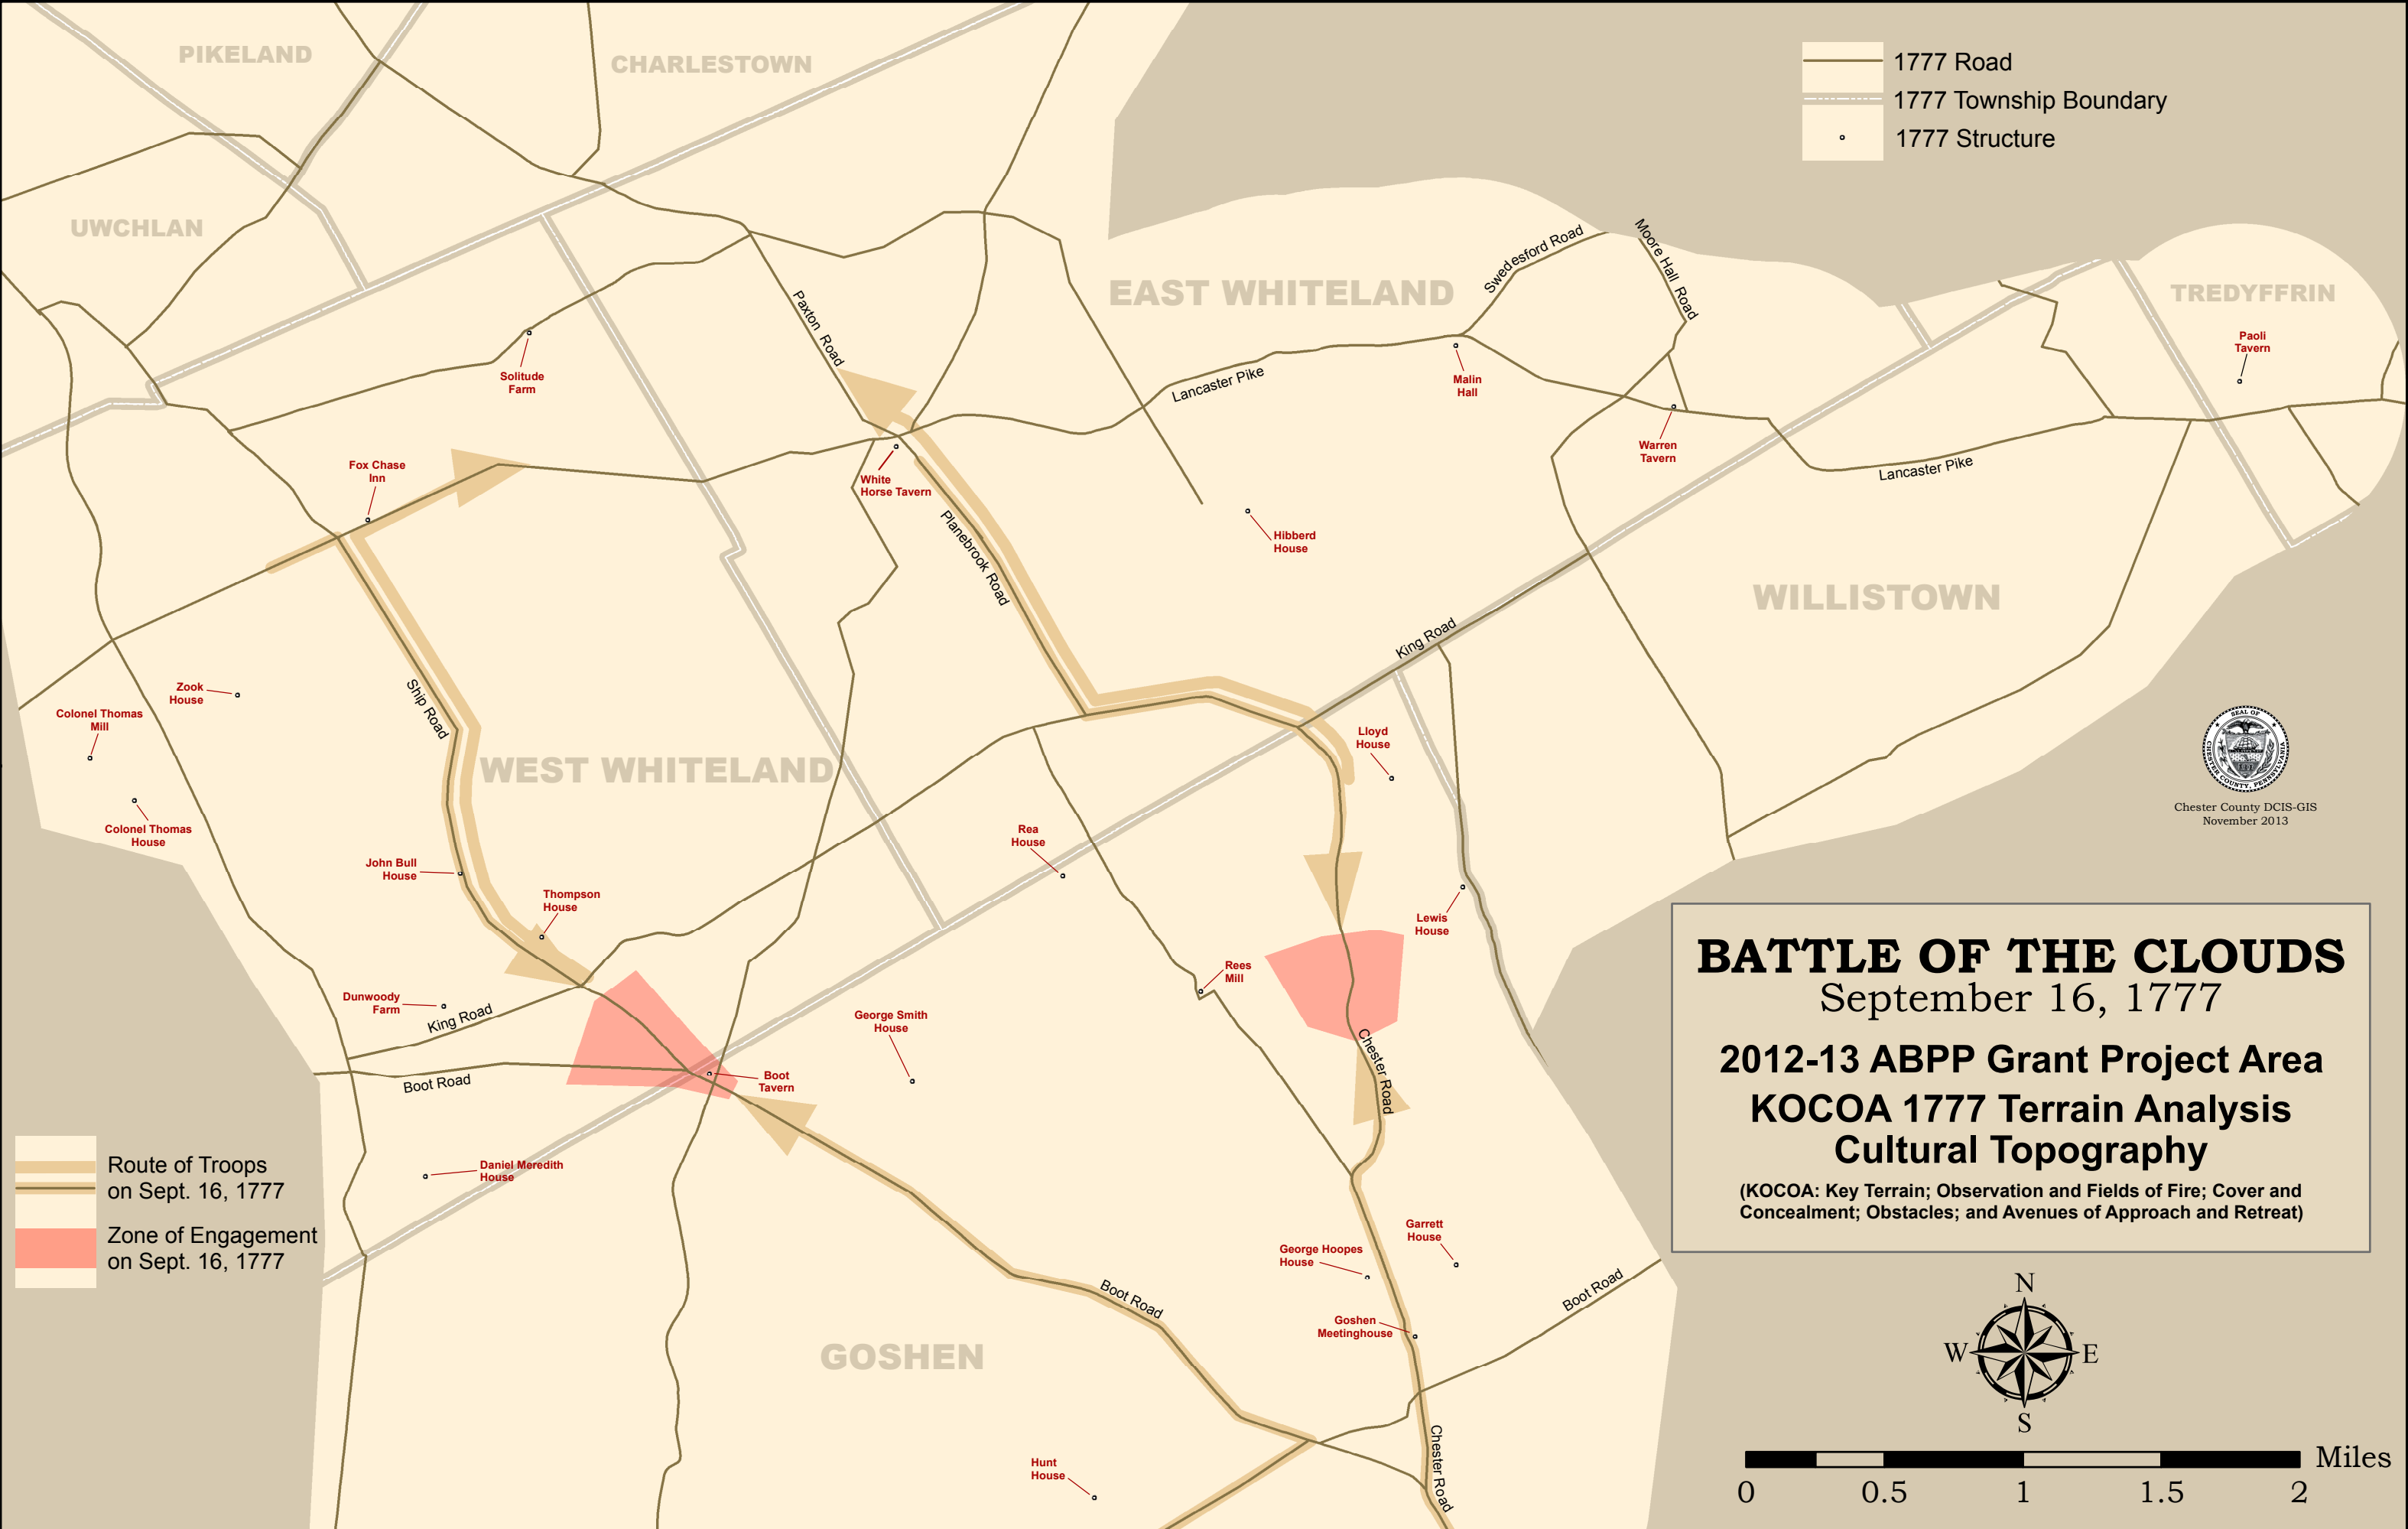 PIKELAND
CHARLESTOWN
1777 Road
1777 Township Boundary
1777 Structure
UWCHLAN
EAST WHITELAND
Swedesford Road
Moore Hall Road
TREDYFFRIN
Paoli
Tavern
Paxton Road
Solitude
Farm
Lancaster Pike
Malin
Hall
Warren
Tavern
Lancaster Pike
Fox Chase
Inn
White
Horse Tavern
Planebrook Road
Hibberd
House
WILLISTOWN
King Road
Zook
House
Ship Road
Colonel Thomas
Mill
Lloyd
House
SEAL OF
CHESTER COUNTY, PENNSYLVANIA
Chester County DCIS-GIS
November 2013
WEST WHITELAND
Colonel Thomas
House
Rea
House
John Bull
House
Thompson
House
Lewis
House
Rees
Mill
Dunwoody
Farm
King Road
George Smith
House
Boot Road
Boot
Tavern
Chester Road
BATTLE OF THE CLOUDS
September 16, 1777
2012-13 ABPP Grant Project Area
KOCOA 1777 Terrain Analysis
Cultural Topography
(KOCOA: Key Terrain; Observation and Fields of Fire; Cover and
Concealment; Obstacles; and Avenues of Approach and Retreat)
Route of Troops
on Sept. 16, 1777
Zone of Engagement
on Sept. 16, 1777
Daniel Meredith
House
Garrett
House
George Hoopes
House
Boot Road
Boot Road
Goshen
Meetinghouse
GOSHEN
Chester Road
Hunt
House
N
W
E
S
Miles
0 0.5 1 1.5 2